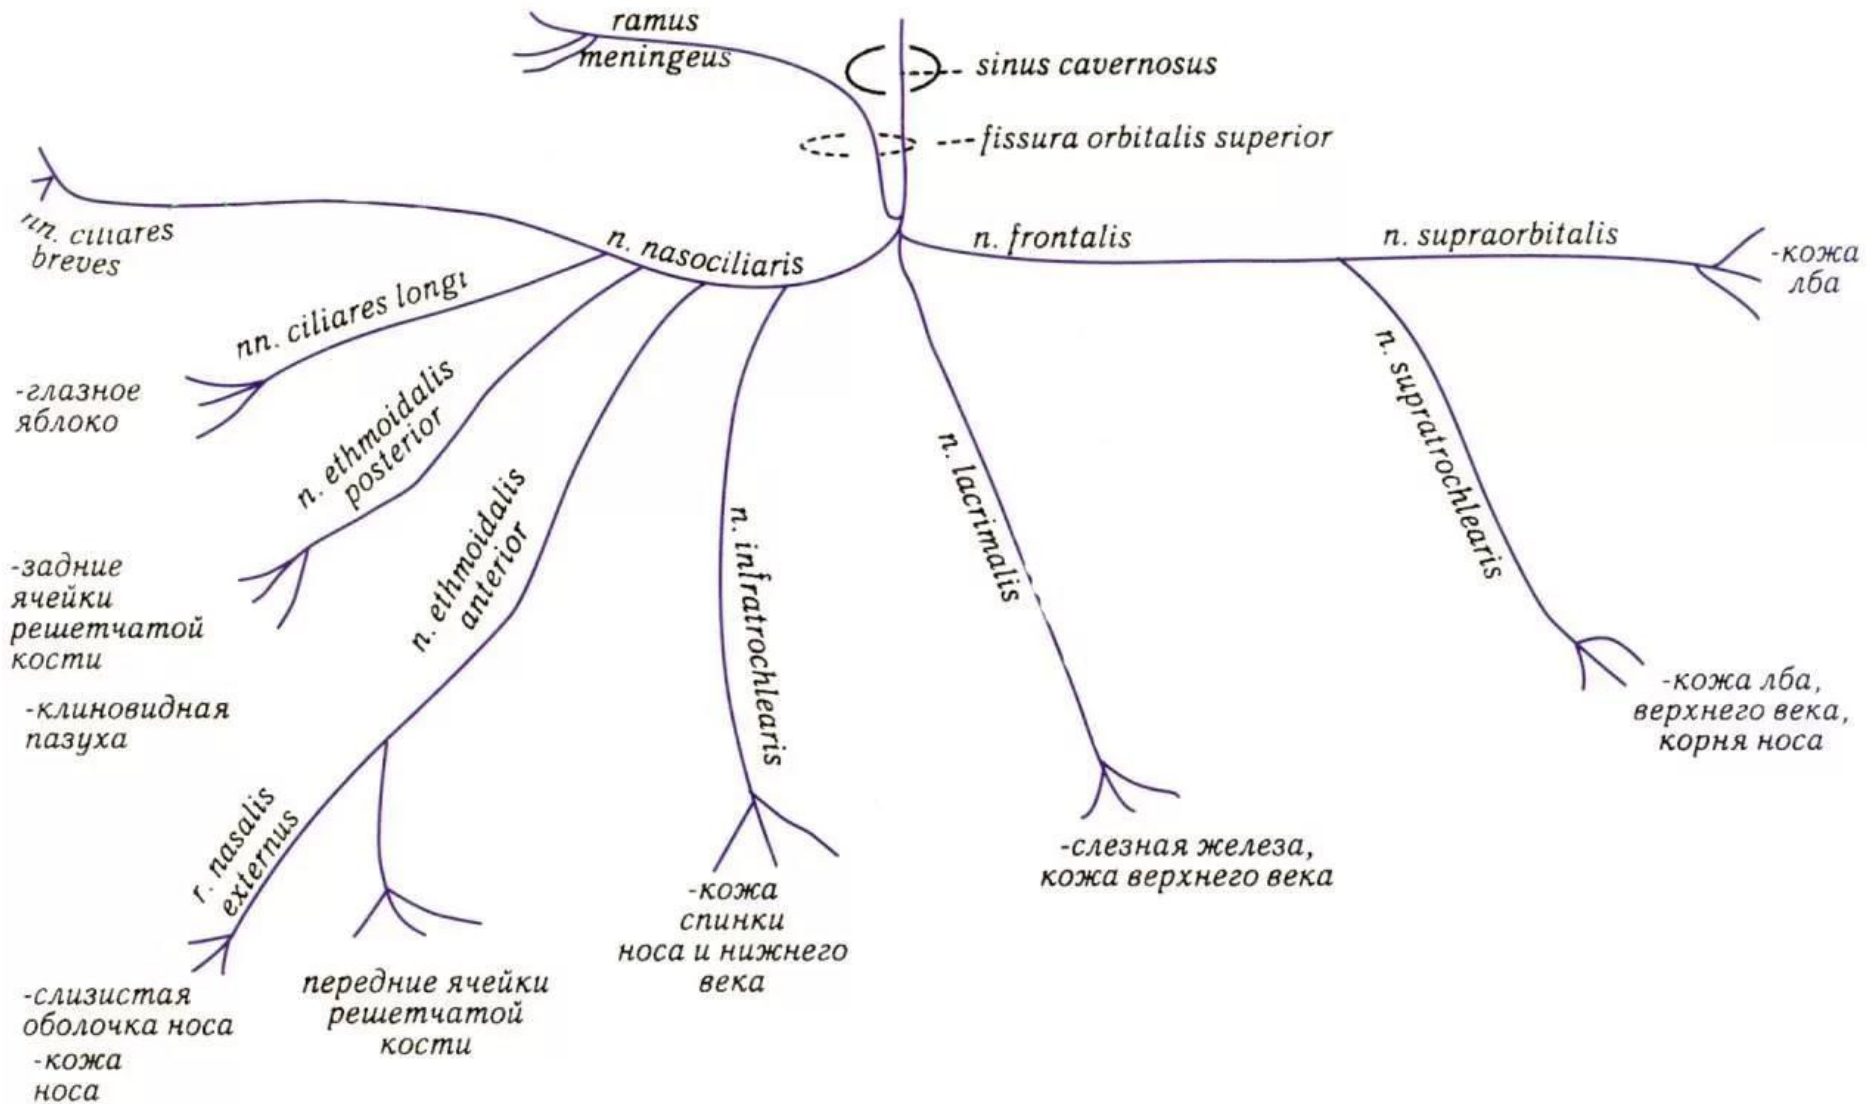 ramus
meningeus
sinus cavernosus
fissura orbitalis superior
nn. ciliares
breves
n. nasociliaris
n. frontalis
n. supraorbitalis
-кожа
лба
nn. ciliares longi
-глазное
яблоко
n. ethmoidalis
posterior
n. ethmoidalis
anterior
n. infratrochlearis
n. lacrimalis
n. supratrochlearis
-задние
ячейки
решетчатой
кости
-клиновидная
пазуха
-кожа лба,
верхнего века,
корня носа
r. nasalis
externus
-слезная железа,
кожа верхнего века
-кожа
спинки
носа и нижнего
века
передние ячейки
решетчатой
кости
-слизистая
оболочка носа
-кожа
носа